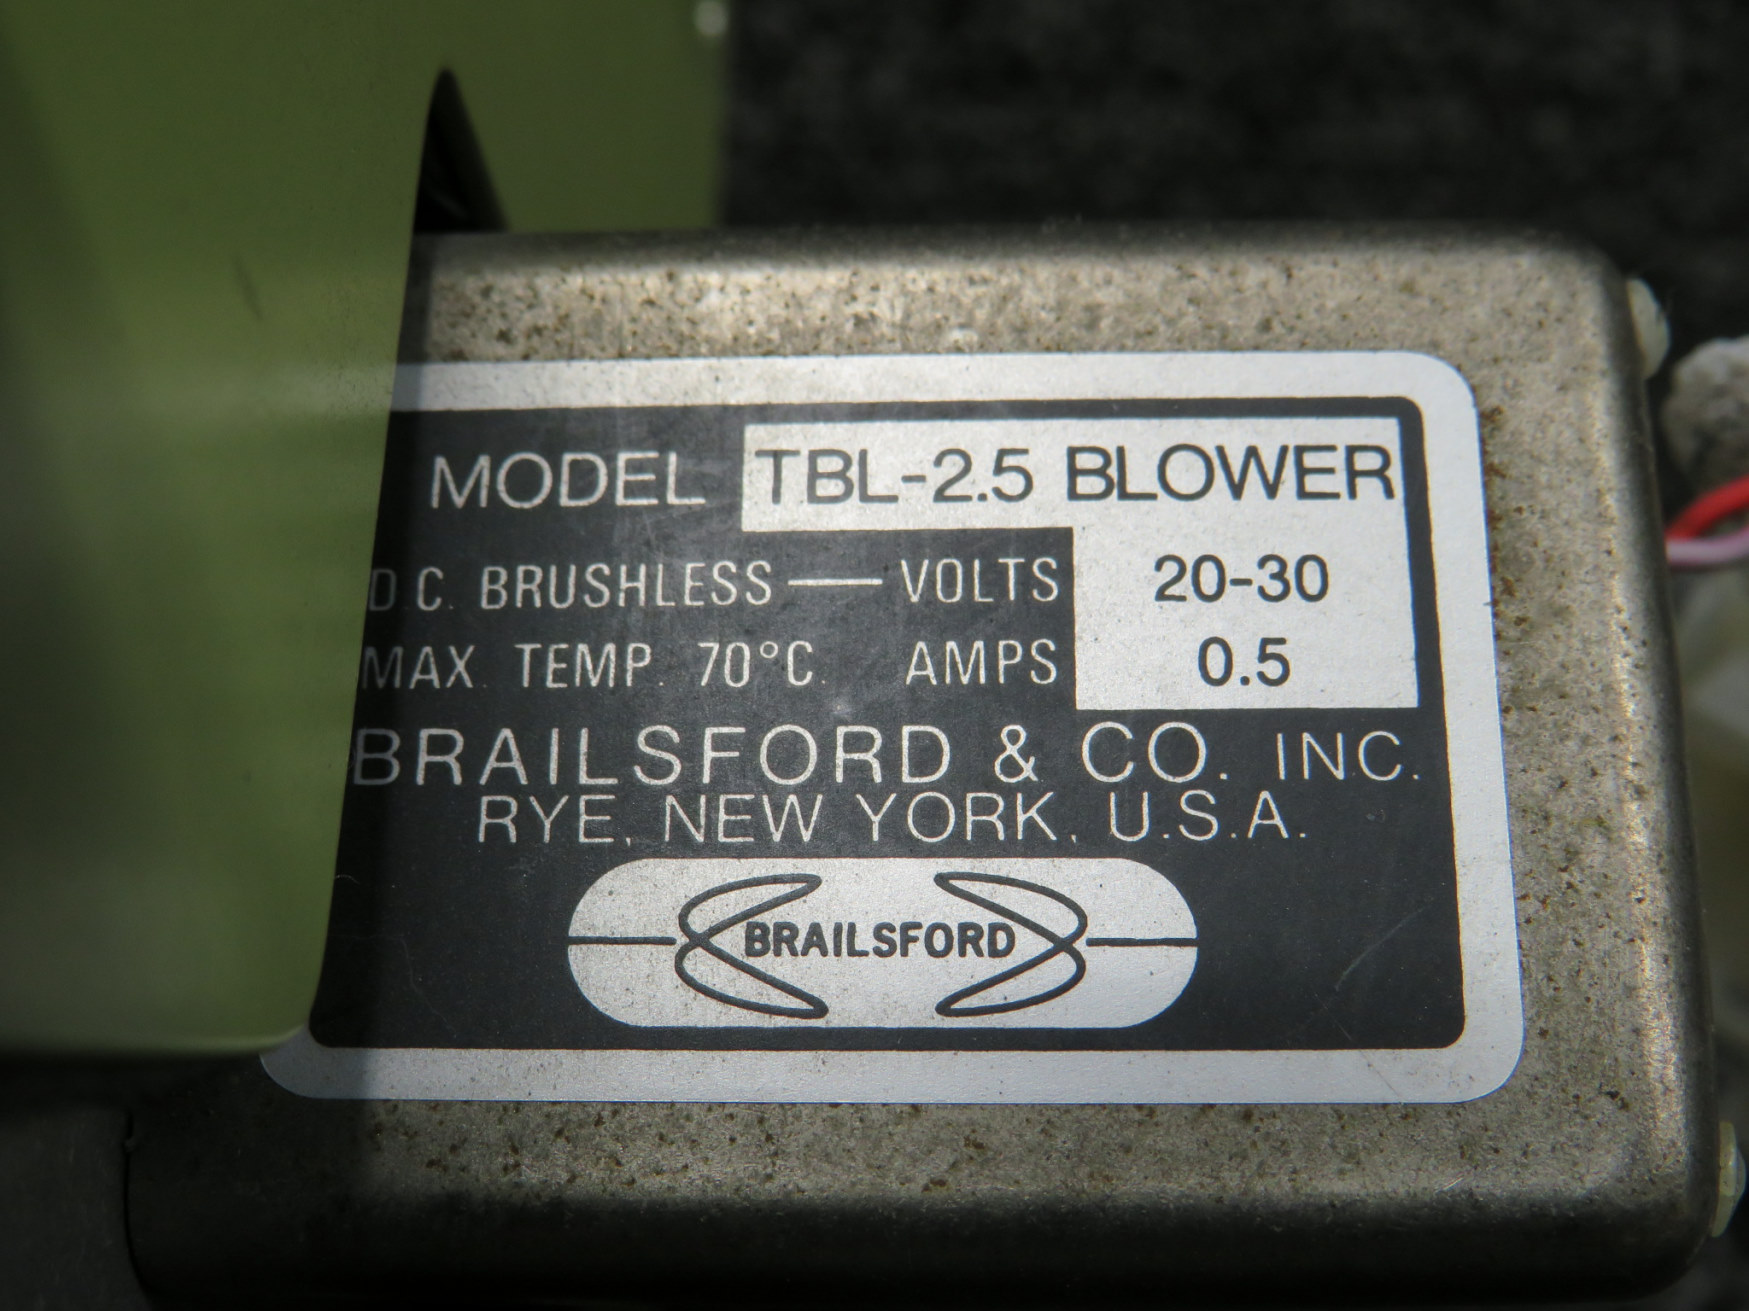 MODEL TBL-2.5 BLOWER
D.C. BRUSHLESS — VOLTS 20-30
MAX. TEMP. 70°C. AMPS 0.5
BRAILSFORD & CO. INC.
RYE, NEW YORK, U.S.A.
BRAILSFORD